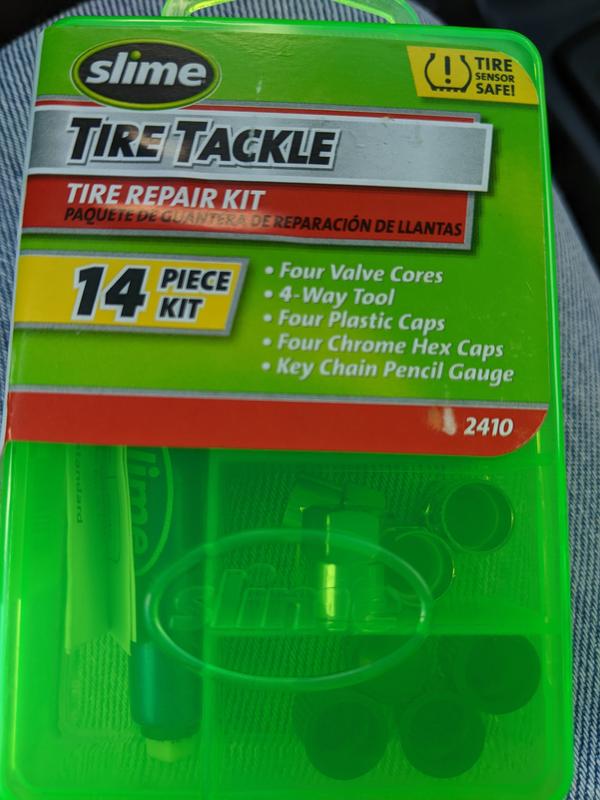 slime
TIRE
SENSOR
SAFE!
TIRE TACKLE
TIRE REPAIR KIT
PAQUETE DE GUANTERA DE REPARACIÓN DE LLANTAS
14 PIECE
KIT
• Four Valve Cores
• 4-Way Tool
• Four Plastic Caps
• Four Chrome Hex Caps
• Key Chain Pencil Gauge
2410
Standard
slime
slime